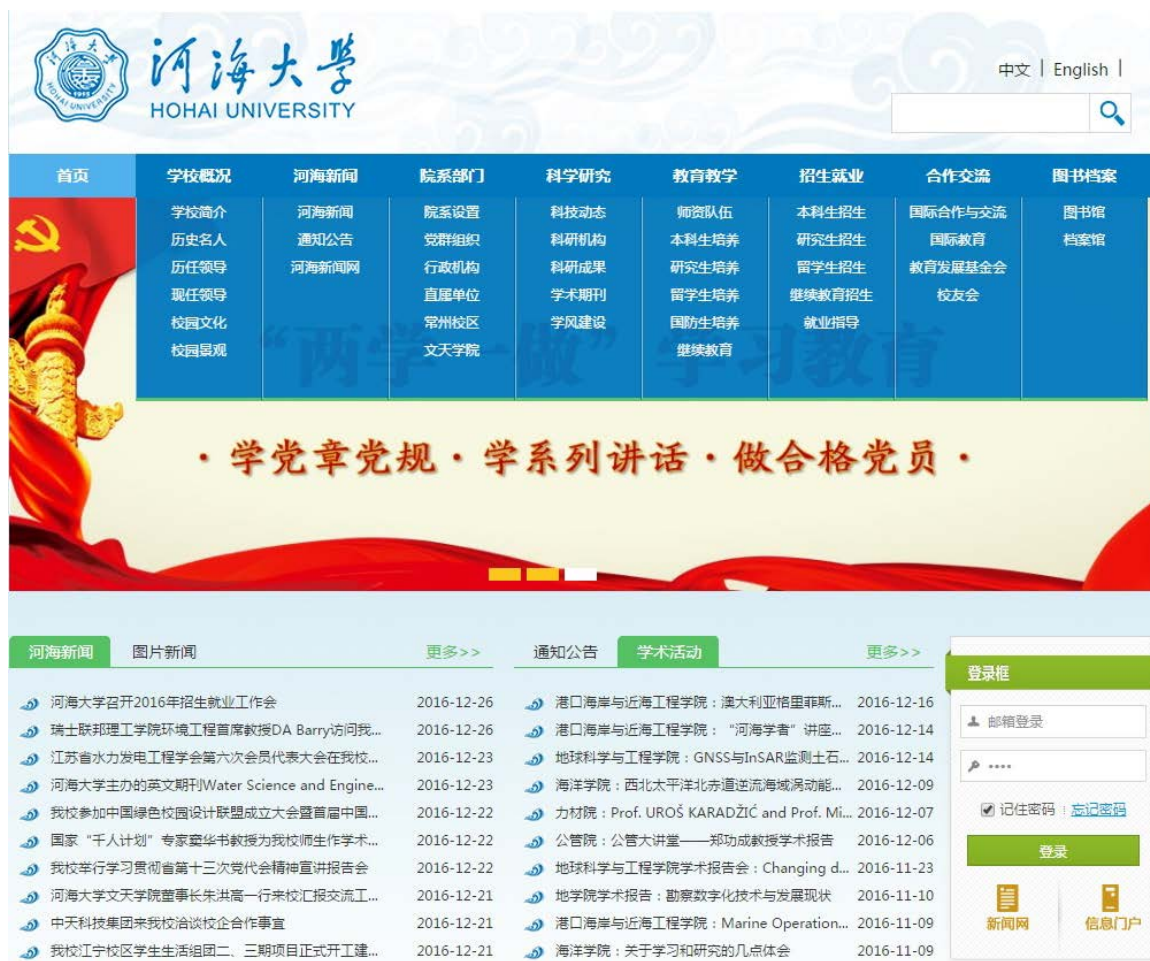 河海大學
HOHAI UNIVERSITY
中文 | English |
首页 学校概况 河海新闻 院系部门 科学研究 教育教学 招生就业 合作交流 图书档案
学校简介 河海新闻 院系设置 科技动态 师资队伍 本科生招生 国际合作与交流 图书馆
历史名人 通知公告 党群组织 科研机构 本科生培养 研究生招生 国际教育 档案馆
历任领导 河海新闻网 行政机构 科研成果 研究生培养 留学生招生 教育发展基金会
现任领导 直属单位 学术期刊 留学生培养 继续教育招生 校友会
校园文化 常州校区 学风建设 国防生培养 就业指导
校园景观 文天学院 继续教育
“两学一做”学习教育
·学党章党规·学系列讲话·做合格党员·
河海新闻 图片新闻 更多>>
河海大学召开2016年招生就业工作会 2016-12-26
瑞士联邦理工学院环境工程首席教授DA Barry访问我... 2016-12-26
江苏省水力发电工程学会第六次会员代表大会在我校... 2016-12-23
河海大学主办的英文期刊Water Science and Engine... 2016-12-23
我校参加中国绿色校园设计联盟成立大会暨首届中国... 2016-12-22
国家“千人计划”专家童华书教授为我校师生作学术... 2016-12-22
我校举行学习贯彻省第十三次党代会精神宣讲报告会 2016-12-22
河海大学文天学院董事长朱洪高一行来校汇报交流工... 2016-12-21
中天科技集团来我校洽谈校企合作事宜 2016-12-21
我校江宁校区学生生活组团二、三期项目正式开工建... 2016-12-21
通知公告 学术活动 更多>>
港口海岸与近海工程学院：澳大利亚格里菲斯... 2016-12-16
港口海岸与近海工程学院：“河海学者”讲座... 2016-12-14
地球科学与工程学院：GNSS与InSAR监测土石... 2016-12-14
海洋学院：西北太平洋北赤道逆流海域涡动能... 2016-12-09
力材院：Prof. UROŠ KARADŽIĆ and Prof. Mi... 2016-12-07
公管院：公管大讲堂——郑功成教授学术报告 2016-12-06
地球科学与工程学院学术报告会：Changing d... 2016-11-23
地学院学术报告：勘察数字化技术与发展现状 2016-11-10
港口海岸与近海工程学院：Marine Operation... 2016-11-09
海洋学院：关于学习和研究的几点体会 2016-11-09
登录框
邮箱登录
记住密码 | 忘记密码
登录
新闻网 信息门户